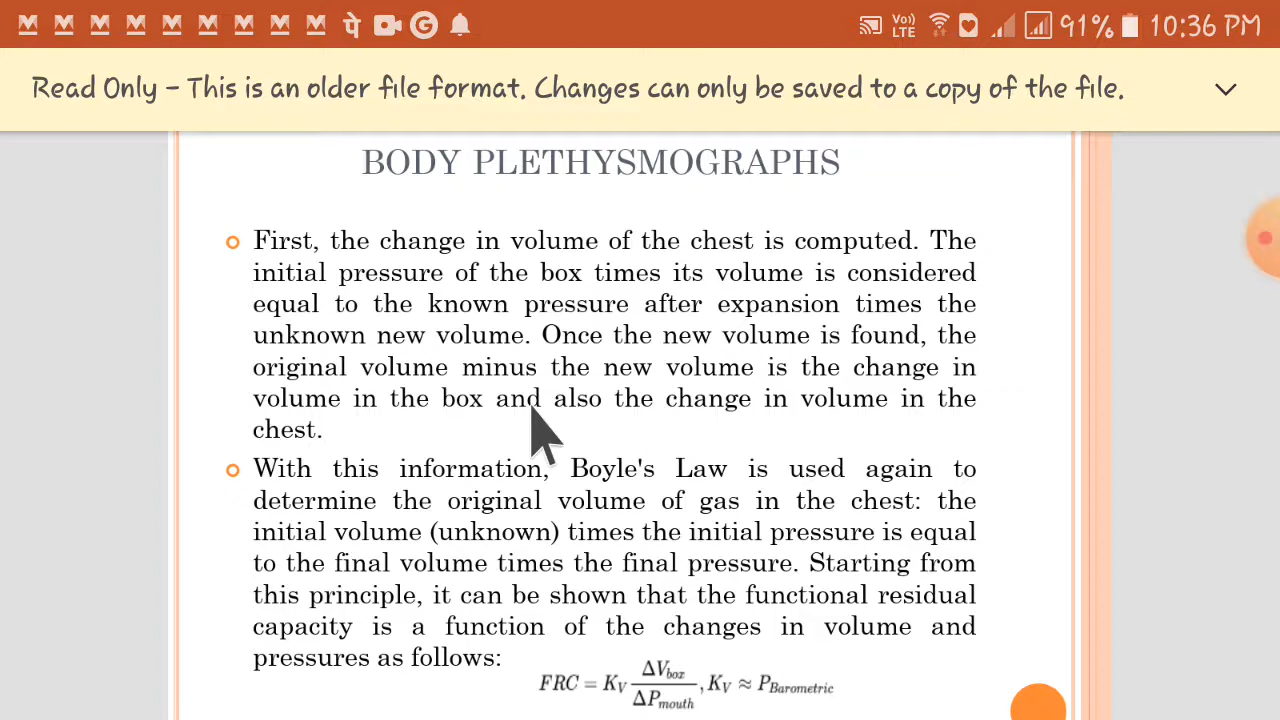 पे G Vo) LTE 91% 10:36 PM
Read Only – This is an older file format. Changes can only be saved to a copy of the file.
BODY PLETHYSMOGRAPHS
First, the change in volume of the chest is computed. The
initial pressure of the box times its volume is considered
equal to the known pressure after expansion times the
unknown new volume. Once the new volume is found, the
original volume minus the new volume is the change in
volume in the box and also the change in volume in the
chest.
With this information, Boyle's Law is used again to
determine the original volume of gas in the chest: the
initial volume (unknown) times the initial pressure is equal
to the final volume times the final pressure. Starting from
this principle, it can be shown that the functional residual
capacity is a function of the changes in volume and
pressures as follows:
FRC = K_V ΔV_box / ΔP_mouth , K_V ≈ P_Barometric